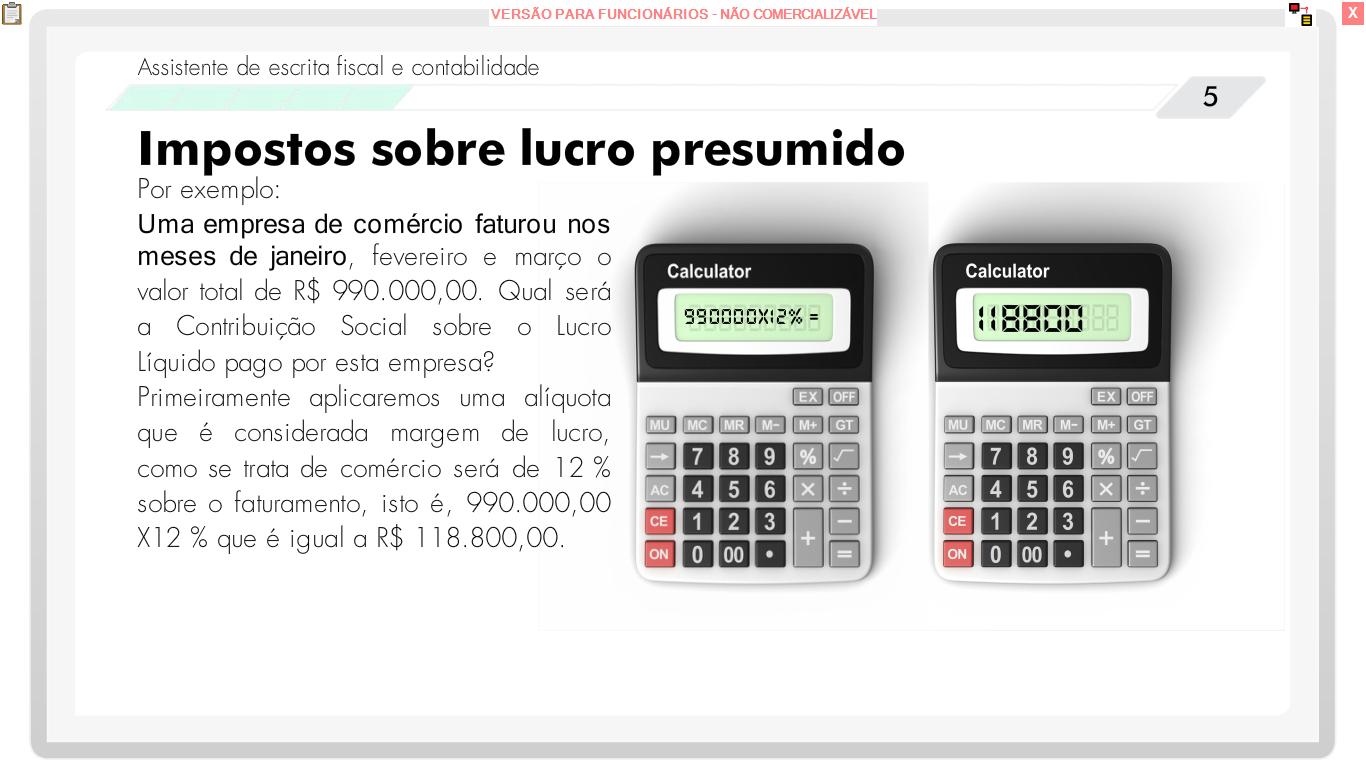 VERSÃO PARA FUNCIONÁRIOS - NÃO COMERCIALIZÁVEL
X
Assistente de escrita fiscal e contabilidade
5
Impostos sobre lucro presumido
Por exemplo:
Uma empresa de comércio faturou nos
meses de janeiro, fevereiro e março o
valor total de R$ 990.000,00. Qual será
a Contribuição Social sobre o Lucro
Líquido pago por esta empresa?
Primeiramente aplicaremos uma alíquota
que é considerada margem de lucro,
como se trata de comércio será de 12 %
sobre o faturamento, isto é, 990.000,00
X12 % que é igual a R$ 118.800,00.
Calculator
990000X12% =
EX OFF
MU MC MR M− M+ GT
→ 7 8 9 % √
AC 4 5 6 × ÷
CE 1 2 3 −
ON 0 00 • + =
Calculator
118800
EX OFF
MU MC MR M− M+ GT
→ 7 8 9 % √
AC 4 5 6 × ÷
CE 1 2 3 −
ON 0 00 • + =